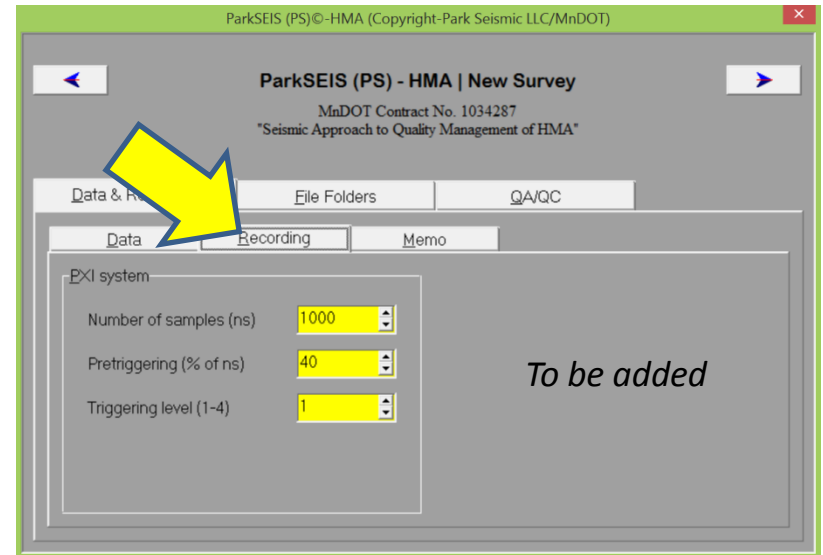 ParkSEIS (PS)©-HMA (Copyright-Park Seismic LLC/MnDOT)
ParkSEIS (PS) - HMA | New Survey
MnDOT Contract No. 1034287
"Seismic Approach to Quality Management of HMA"
Data & File Folders QA/QC
Data Recording Memo
PXI system
Number of samples (ns) 1000
Pretriggering (% of ns) 40
To be added
Triggering level (1-4) 1